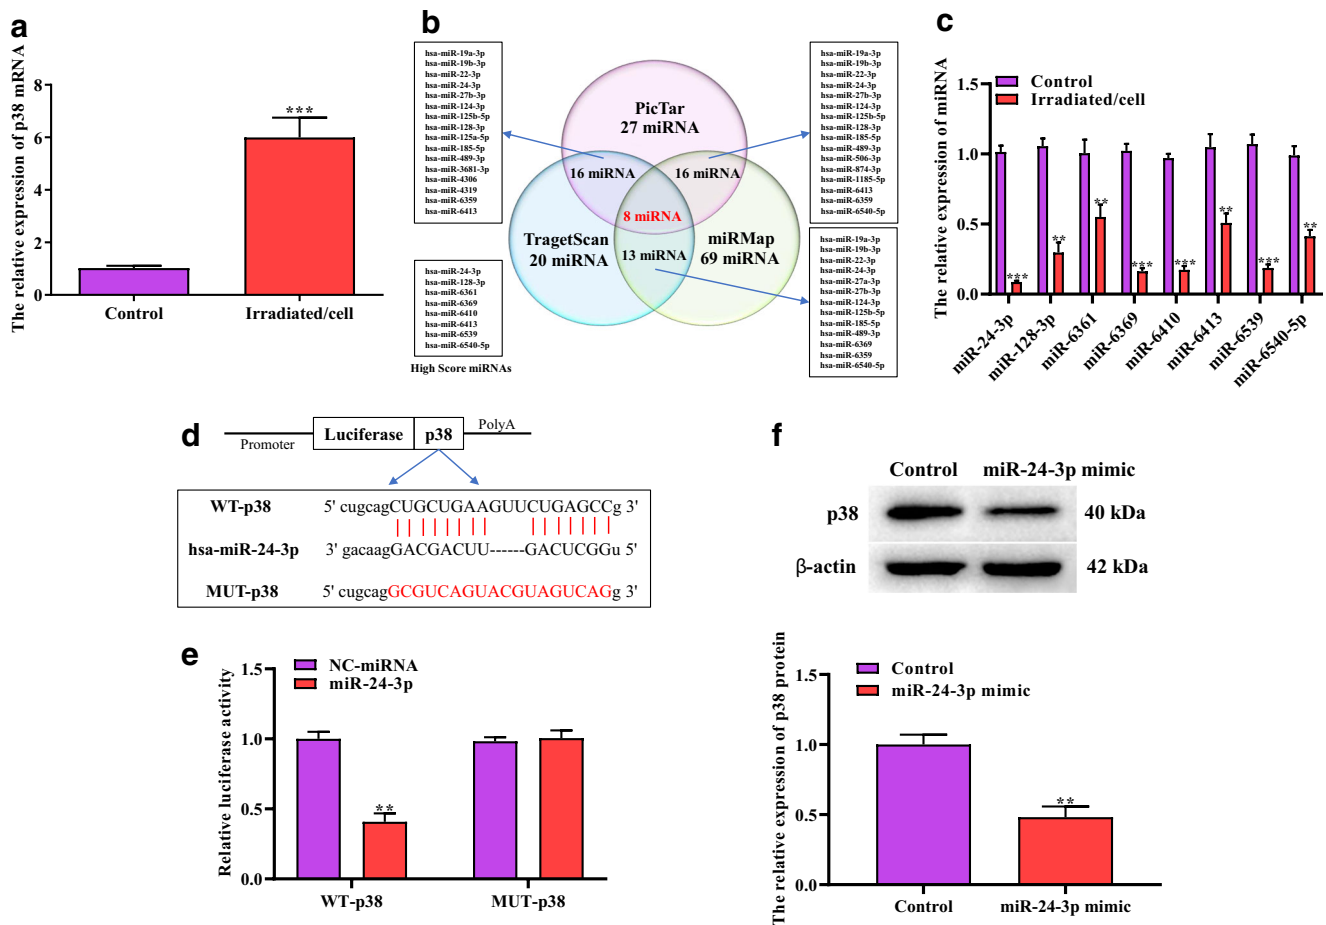 a
The relative expression of p38 mRNA
8
6
4
2
0
***
Control
Irradiated/cell
b
hsa-miR-19a-3p
hsa-miR-19b-3p
hsa-miR-22-3p
hsa-miR-24-3p
hsa-miR-27b-3p
hsa-miR-124-3p
hsa-miR-125b-5p
hsa-miR-128-3p
hsa-miR-125a-5p
hsa-miR-185-5p
hsa-miR-489-3p
hsa-miR-3681-3p
hsa-miR-4306
hsa-miR-4319
hsa-miR-6359
hsa-miR-6413
hsa-miR-24-3p
hsa-miR-128-3p
hsa-miR-6361
hsa-miR-6369
hsa-miR-6410
hsa-miR-6413
hsa-miR-6539
hsa-miR-6540-5p
High Score miRNAs
PicTar
27 miRNA
16 miRNA
16 miRNA
8 miRNA
TragetScan
20 miRNA
13 miRNA
miRMap
69 miRNA
hsa-miR-19a-3p
hsa-miR-19b-3p
hsa-miR-22-3p
hsa-miR-24-3p
hsa-miR-27b-3p
hsa-miR-124-3p
hsa-miR-125b-5p
hsa-miR-128-3p
hsa-miR-185-5p
hsa-miR-489-3p
hsa-miR-506-3p
hsa-miR-874-3p
hsa-miR-1185-5p
hsa-miR-6413
hsa-miR-6359
hsa-miR-6540-5p
hsa-miR-19a-3p
hsa-miR-19b-3p
hsa-miR-22-3p
hsa-miR-24-3p
hsa-miR-27a-3p
hsa-miR-27b-3p
hsa-miR-124-3p
hsa-miR-125b-5p
hsa-miR-185-5p
hsa-miR-489-3p
hsa-miR-6369
hsa-miR-6359
hsa-miR-6540-5p
c
The relative expression of miRNA
1.5
1.0
0.5
0.0
Control
Irradiated/cell
***
**
**
***
***
**
***
**
miR-24-3p
miR-128-3p
miR-6361
miR-6369
miR-6410
miR-6413
miR-6539
miR-6540-5p
d
Promoter
Luciferase
p38
PolyA
WT-p38 5' cugcagCUGCUGAAGUUCUGAGCCg 3'
hsa-miR-24-3p 3' gacaagGACGACUU------GACUCGGu 5'
MUT-p38 5' cugcagGCGUCAGUACGUAGUCAGg 3'
e
Relative luciferase activity
1.5
1.0
0.5
0.0
NC-miRNA
miR-24-3p
**
WT-p38
MUT-p38
f
Control miR-24-3p mimic
p38 40 kDa
β-actin 42 kDa
The relative expression of p38 protein
1.5
1.0
0.5
0.0
Control
miR-24-3p mimic
**
Control
miR-24-3p mimic